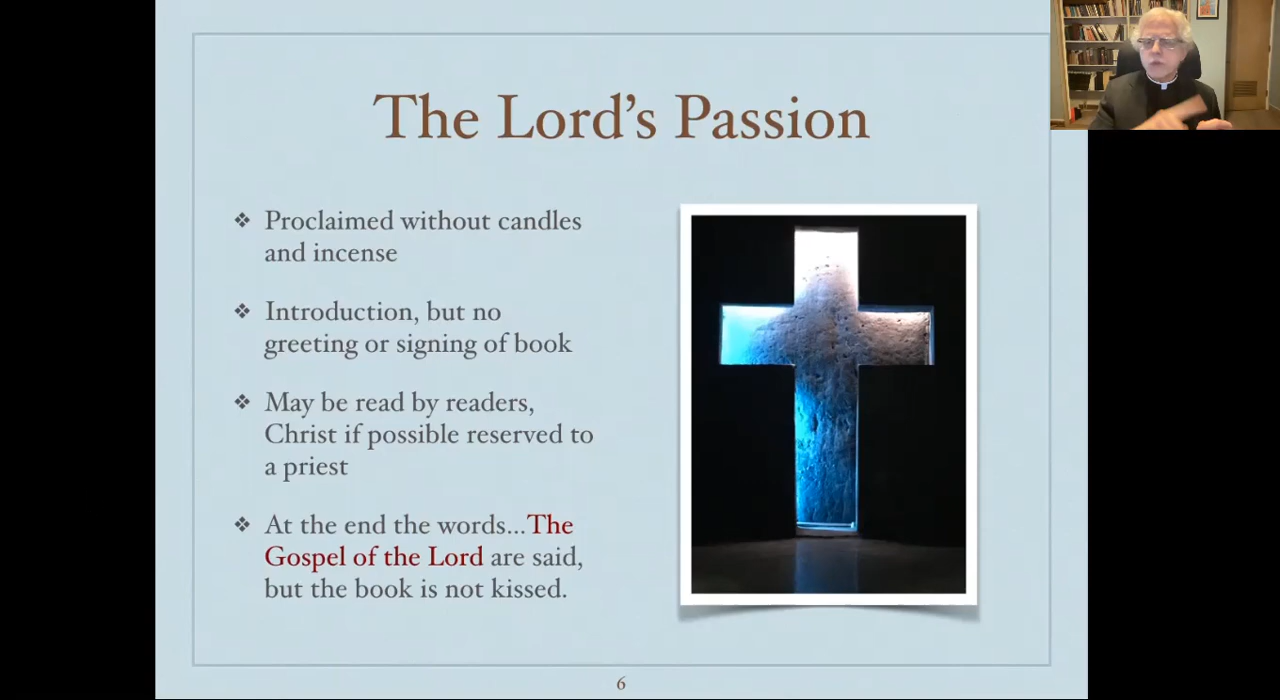 The Lord’s Passion
❖ Proclaimed without candles
and incense
❖ Introduction, but no
greeting or signing of book
❖ May be read by readers,
Christ if possible reserved to
a priest
❖ At the end the words...The
Gospel of the Lord are said,
but the book is not kissed.
6